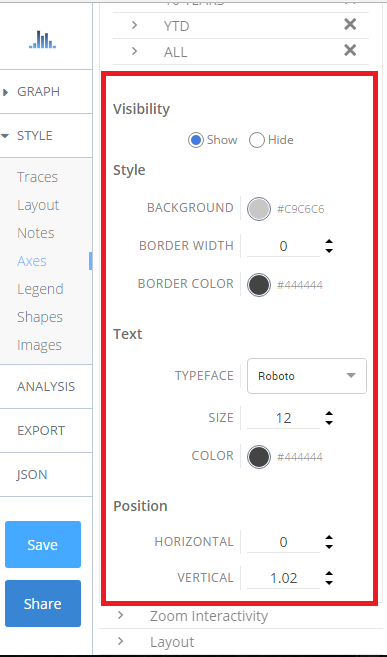 GRAPH
STYLE
Traces
Layout
Notes
Axes
Legend
Shapes
Images
ANALYSIS
EXPORT
JSON
Save
Share
10 YEARS
YTD
ALL
Visibility
Show Hide
Style
BACKGROUND #C9C6C6
BORDER WIDTH 0
BORDER COLOR #444444
Text
TYPEFACE Roboto
SIZE 12
COLOR #444444
Position
HORIZONTAL 0
VERTICAL 1.02
Zoom Interactivity
Layout